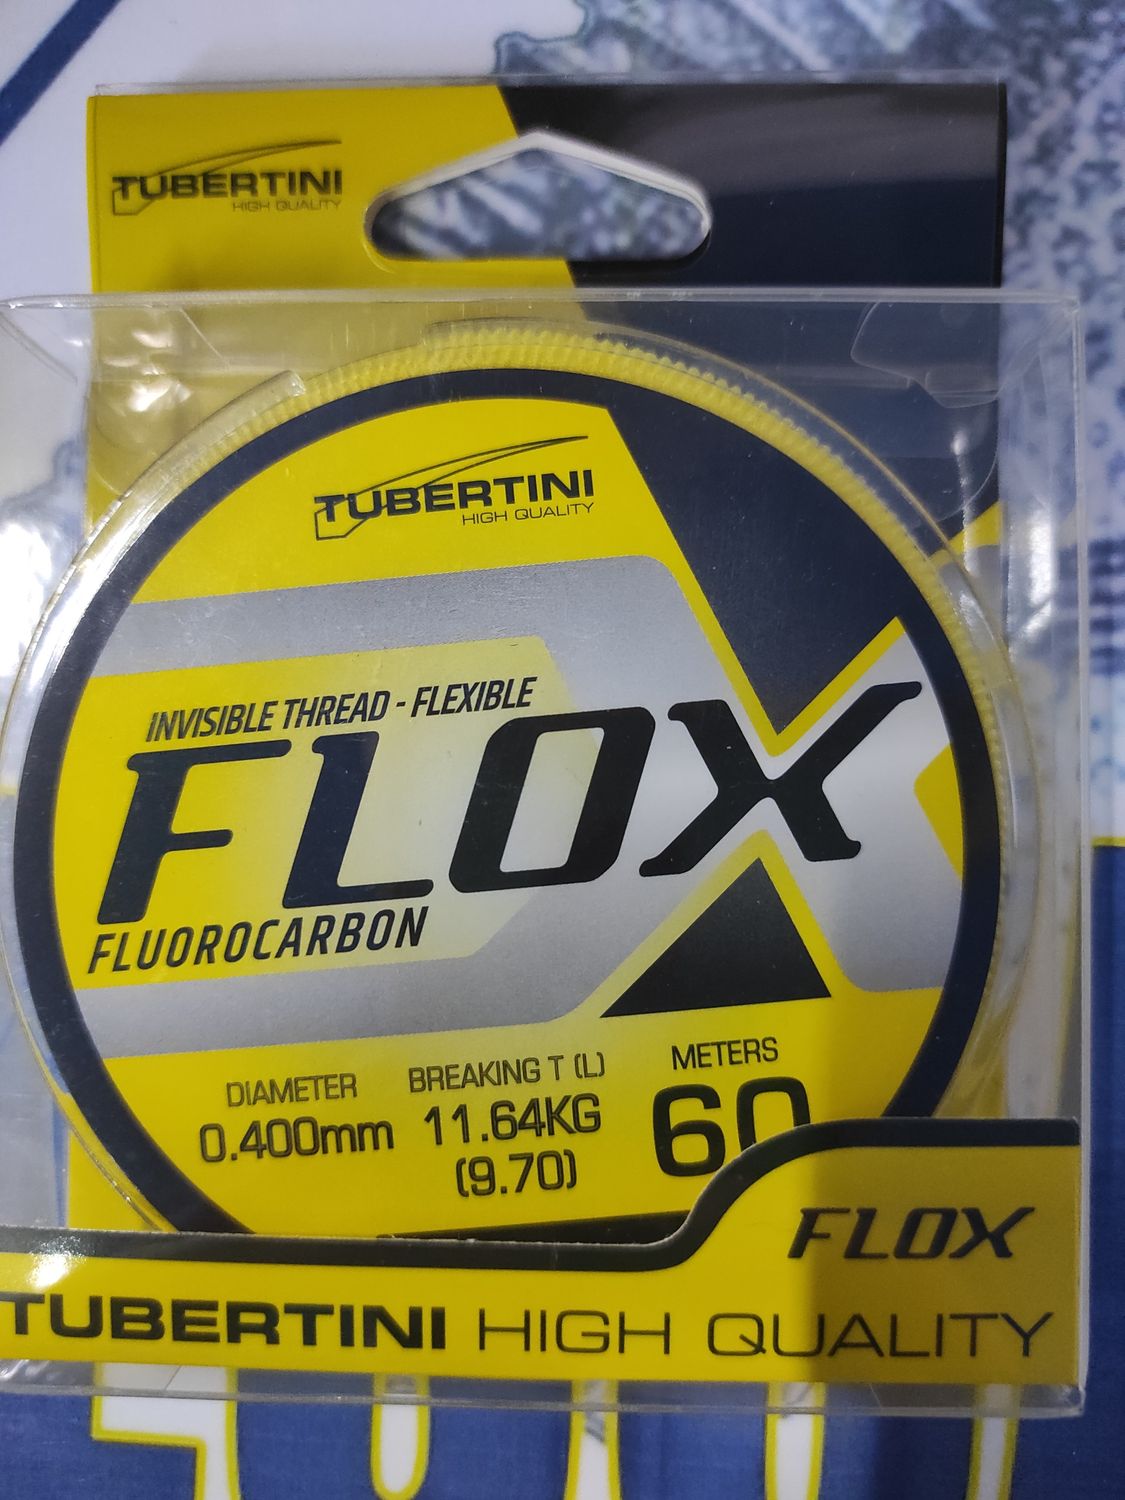 TUBERTINI
HIGH QUALITY
TUBERTINI
HIGH QUALITY
INVISIBLE THREAD - FLEXIBLE
FLOX
FLUOROCARBON
DIAMETER
0.400mm
BREAKING T (L)
11.64KG
(9.70)
METERS
60
FLOX
TUBERTINI HIGH QUALITY